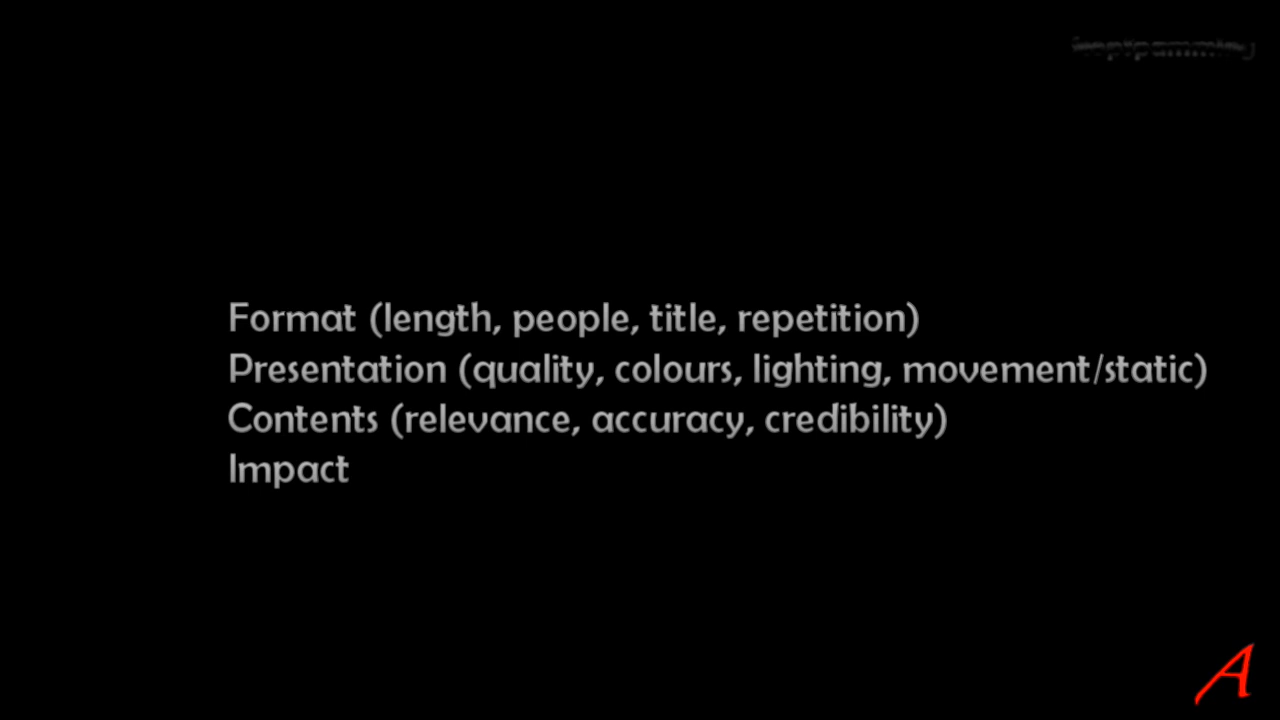 Format (length, people, title, repetition)
Presentation (quality, colours, lighting, movement/static)
Contents (relevance, accuracy, credibility)
Impact
A